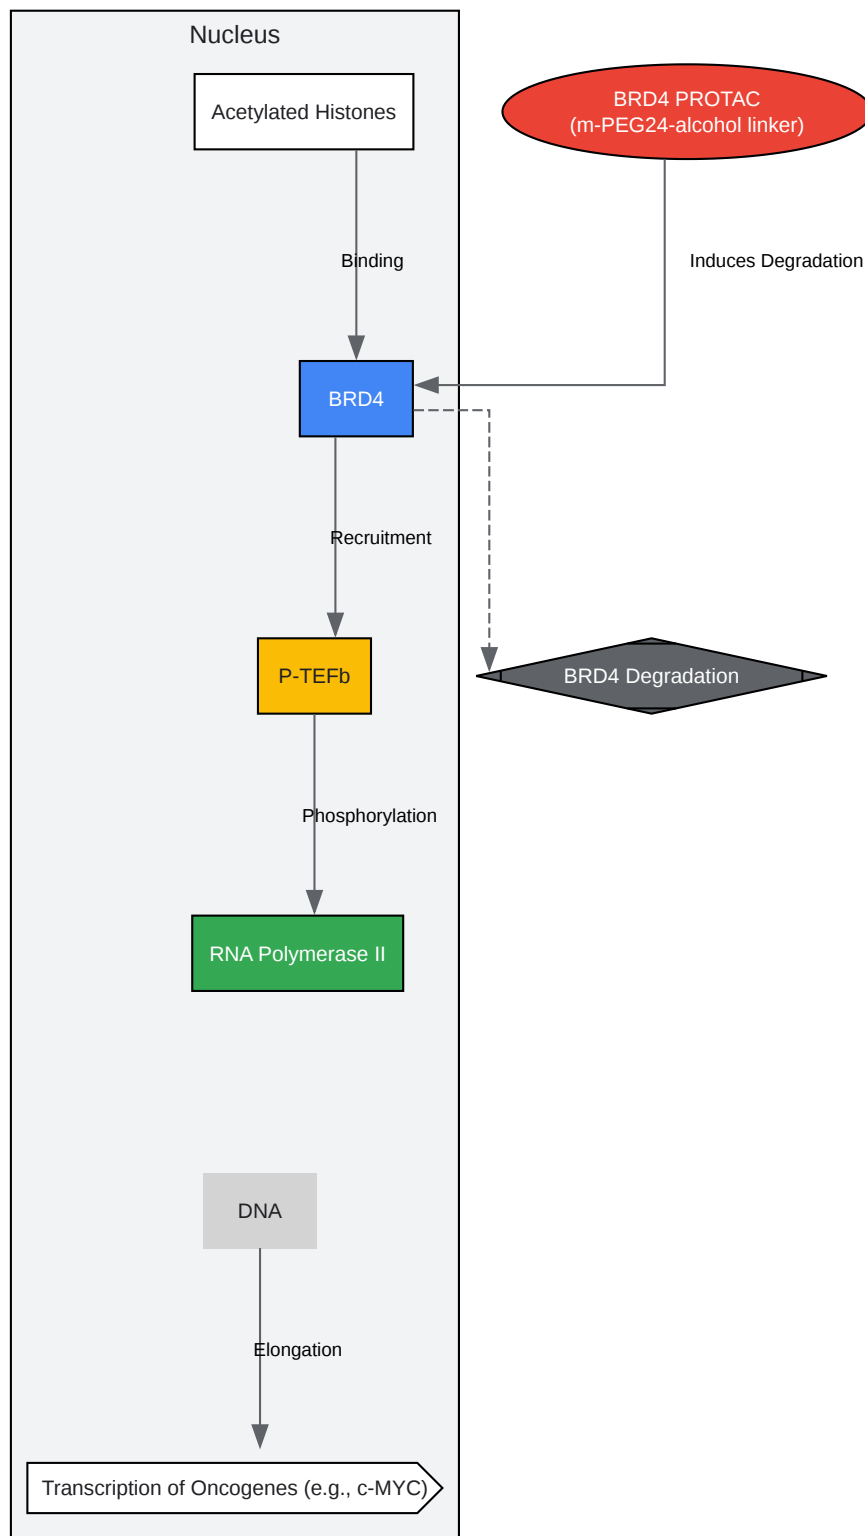 Nucleus
Acetylated Histones
BRD4 PROTAC
(m-PEG24-alcohol linker)
Binding
Induces Degradation
BRD4
Recruitment
P-TEFb
BRD4 Degradation
Phosphorylation
RNA Polymerase II
DNA
Elongation
Transcription of Oncogenes (e.g., c-MYC)